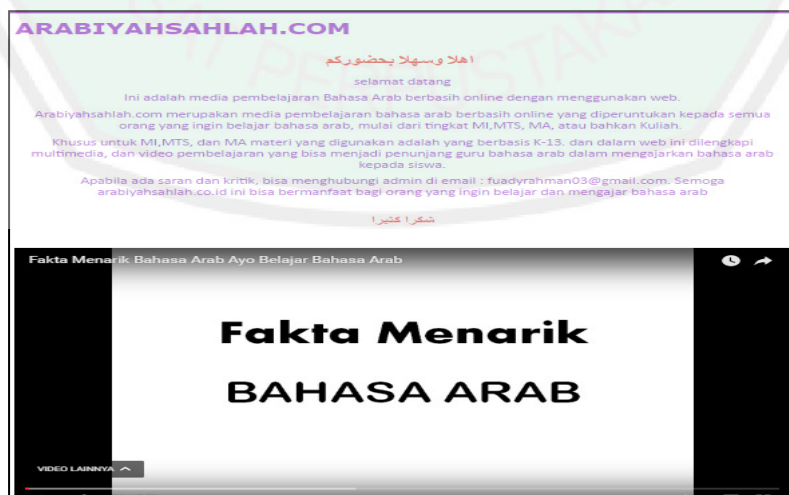 ARABIYAHSAHLAH.COM
اهلا وسهلا بحضوركم
selamat datang
Ini adalah media pembelajaran Bahasa Arab berbasih online dengan menggunakan web.
Arabiyahsahlah.com merupakan media pembelajaran bahasa arab berbasih online yang diperuntukan kepada semua
orang yang ingin belajar bahasa arab, mulai dari tingkat MI,MTS, MA, atau bahkan Kuliah.
Khusus untuk MI,MTS, dan MA materi yang digunakan adalah yang berbasis K-13. dan dalam web ini dilengkapi
multimedia, dan video pembelajaran yang bisa menjadi penunjang guru bahasa arab dalam mengajarkan bahasa arab
kepada siswa.
Apabila ada saran dan kritik, bisa menghubungi admin di email : fuadyrahman03@gmail.com. Semoga
arabiyahsahlah.co.id ini bisa bermanfaat bagi orang yang ingin belajar dan mengajar bahasa arab
شكرا كثيرا
Fakta Menarik Bahasa Arab Ayo Belajar Bahasa Arab
Fakta Menarik
BAHASA ARAB
VIDEO LAINNYA